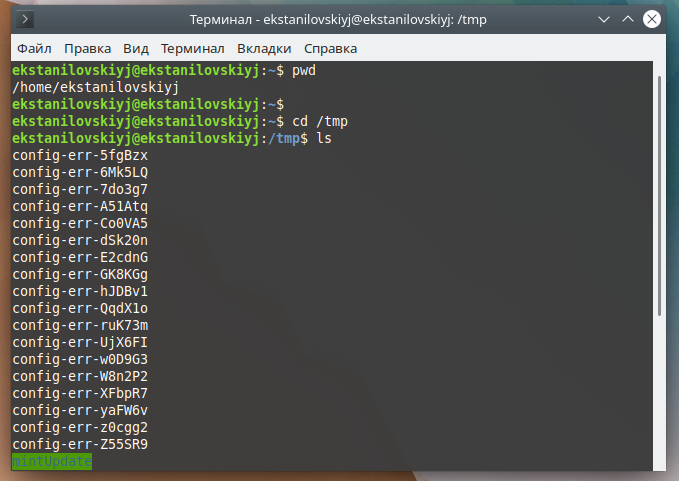 Терминал - ekstanilovskiyj@ekstanilovskiyj: /tmp
Файл Правка Вид Терминал Вкладки Справка
ekstanilovskiyj@ekstanilovskiyj:~$ pwd
/home/ekstanilovskiyj
ekstanilovskiyj@ekstanilovskiyj:~$
ekstanilovskiyj@ekstanilovskiyj:~$ cd /tmp
ekstanilovskiyj@ekstanilovskiyj:/tmp$ ls
config-err-5fgBzx
config-err-6Mk5LQ
config-err-7do3g7
config-err-A51Atq
config-err-Co0VA5
config-err-dSk20n
config-err-E2cdnG
config-err-GK8KGg
config-err-hJDBv1
config-err-QqdX1o
config-err-ruK73m
config-err-UjX6FI
config-err-w0D9G3
config-err-W8n2P2
config-err-XFbpR7
config-err-yaFW6v
config-err-z0cgg2
config-err-Z55SR9
mintUpdate